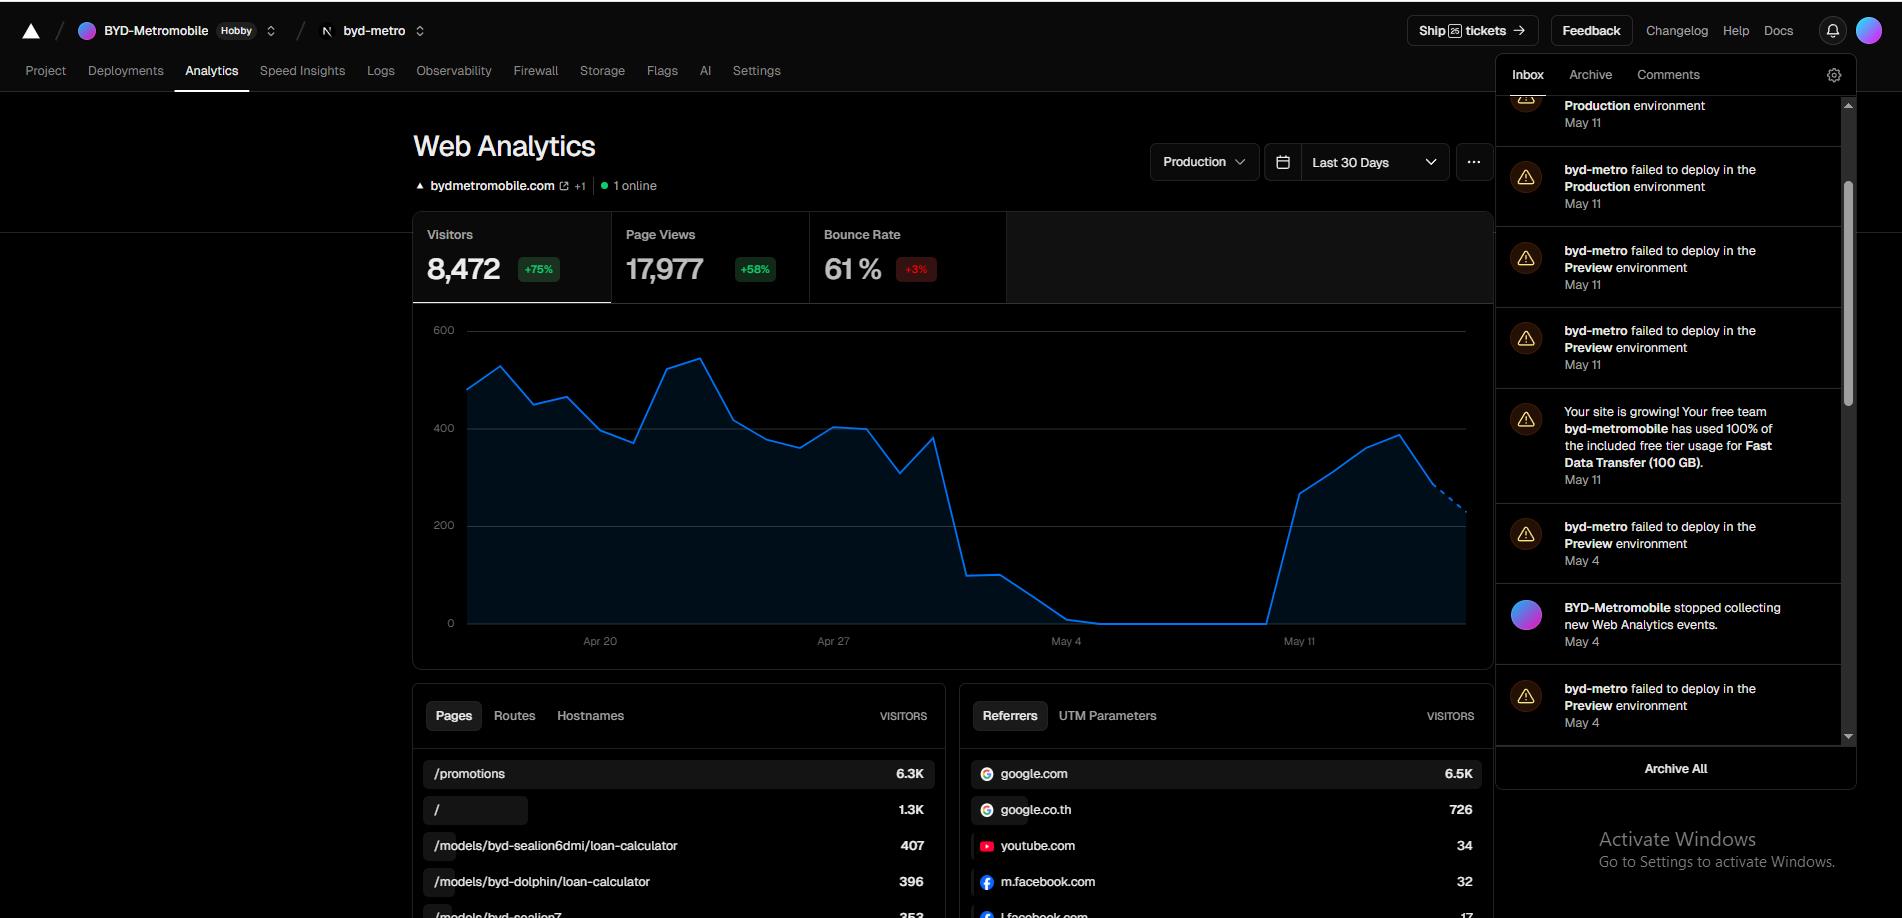 BYD-Metromobile Hobby
byd-metro
Ship 25 tickets →
Feedback
Changelog
Help
Docs
Project
Deployments
Analytics
Speed Insights
Logs
Observability
Firewall
Storage
Flags
AI
Settings
Web Analytics
bydmetromobile.com +1
1 online
Production
Last 30 Days
Visitors
8,472 +75%
Page Views
17,977 +58%
Bounce Rate
61 % +3%
600
400
200
0
Apr 20
Apr 27
May 4
May 11
Pages
Routes
Hostnames
VISITORS
/promotions 6.3K
/ 1.3K
/models/byd-sealion6dmi/loan-calculator 407
/models/byd-dolphin/loan-calculator 396
/models/byd-sealion7 353
Referrers
UTM Parameters
VISITORS
google.com 6.5K
google.co.th 726
youtube.com 34
m.facebook.com 32
l.facebook.com 17
Inbox
Archive
Comments
Production environment
May 11
byd-metro failed to deploy in the
Production environment
May 11
byd-metro failed to deploy in the
Preview environment
May 11
byd-metro failed to deploy in the
Preview environment
May 11
Your site is growing! Your free team
byd-metromobile has used 100% of
the included free tier usage for Fast
Data Transfer (100 GB).
May 11
byd-metro failed to deploy in the
Preview environment
May 4
BYD-Metromobile stopped collecting
new Web Analytics events.
May 4
byd-metro failed to deploy in the
Preview environment
May 4
Archive All
Activate Windows
Go to Settings to activate Windows.